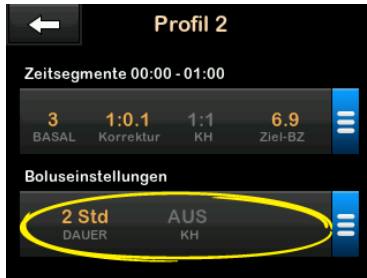 Profil 2
Zeitsegmente 00:00 - 01:00
3 1:0.1 1:1 6.9
BASAL Korrektur KH Ziel-BZ
Boluseinstellungen
2 Std AUS
DAUER KH